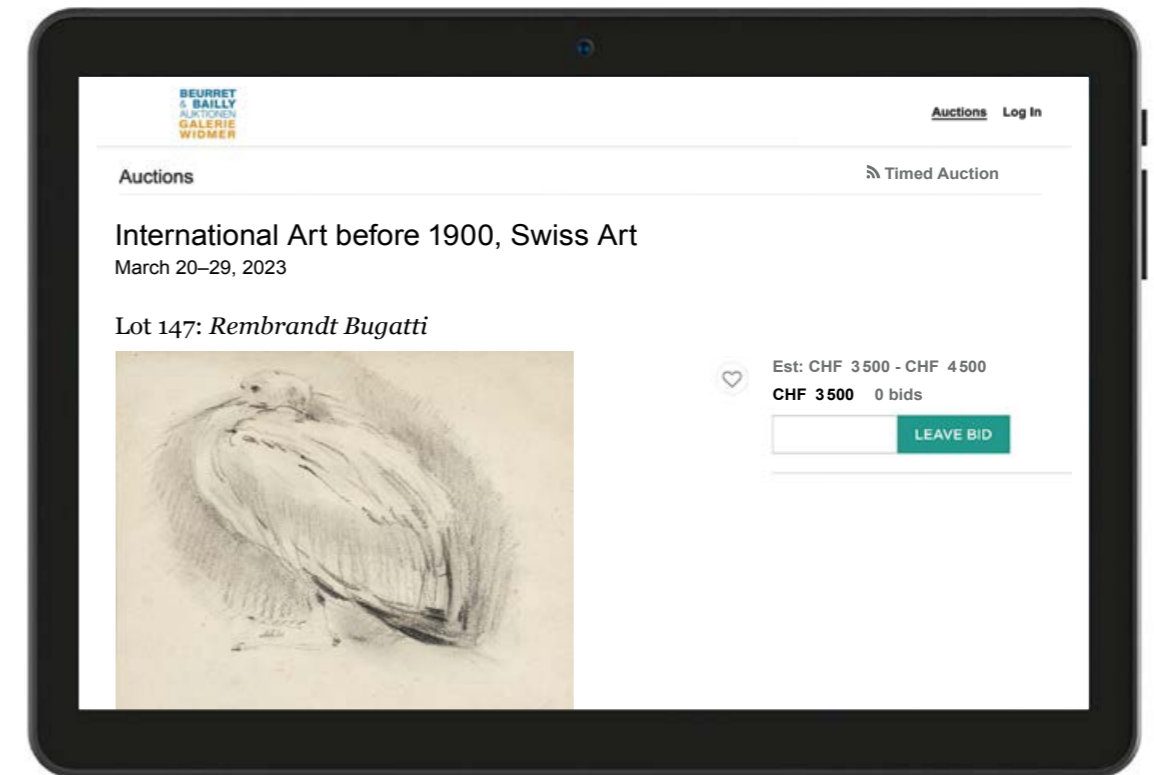 BEURRET
& BAILLY
AUKTIONEN
GALERIE
WIDMER
Auctions Log In
Auctions
Timed Auction
International Art before 1900, Swiss Art
March 20–29, 2023
Lot 147: Rembrandt Bugatti
Est: CHF 3 500 - CHF 4 500
CHF 3 500 0 bids
LEAVE BID